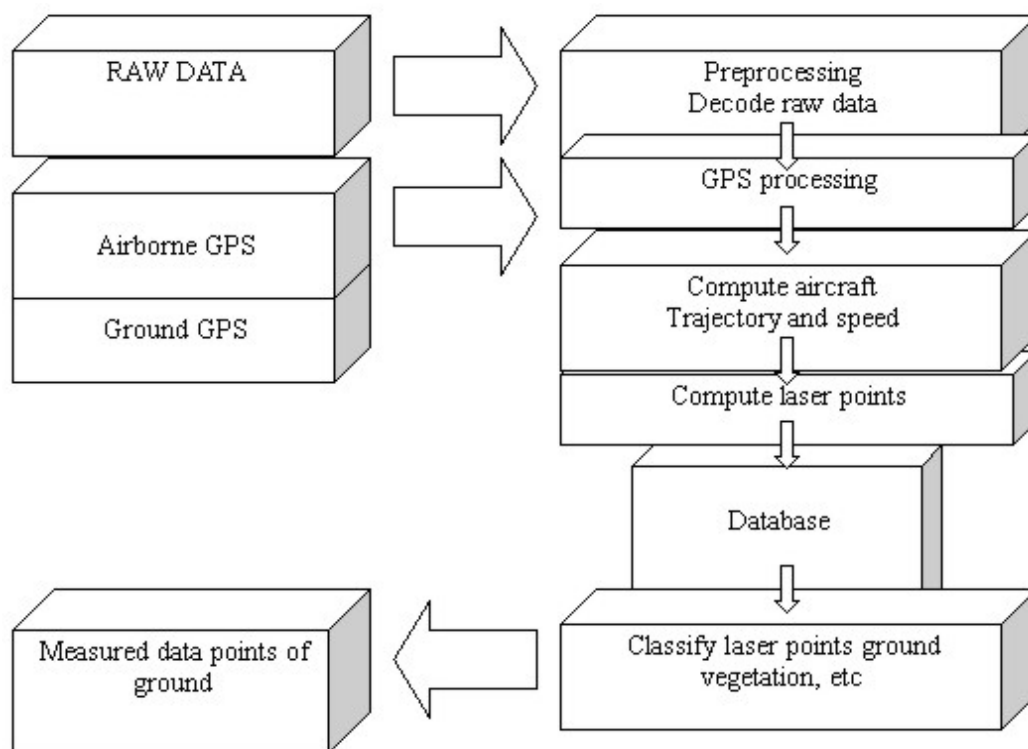 RAW DATA
Airborne GPS
Ground GPS
Preprocessing
Decode raw data
GPS processing
Compute aircraft
Trajectory and speed
Compute laser points
Database
Classify laser points ground
vegetation, etc
Measured data points of
ground